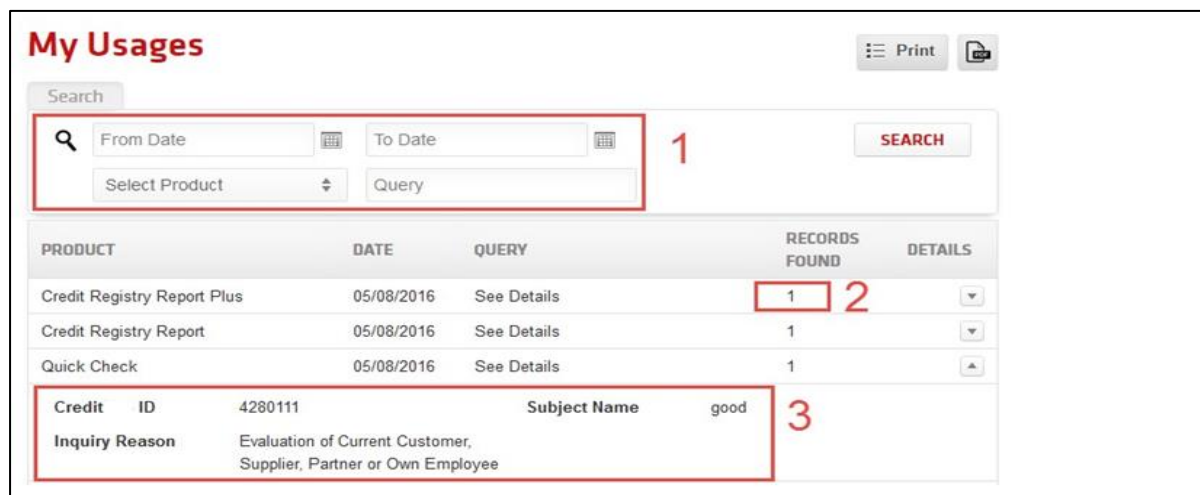 My Usages
Print
PDF
Search
From Date To Date 1 SEARCH
Select Product Query
PRODUCT DATE QUERY RECORDS FOUND DETAILS
Credit Registry Report Plus 05/08/2016 See Details 1 2
Credit Registry Report 05/08/2016 See Details 1
Quick Check 05/08/2016 See Details 1
Credit ID 4280111 Subject Name good 3
Inquiry Reason Evaluation of Current Customer,
Supplier, Partner or Own Employee